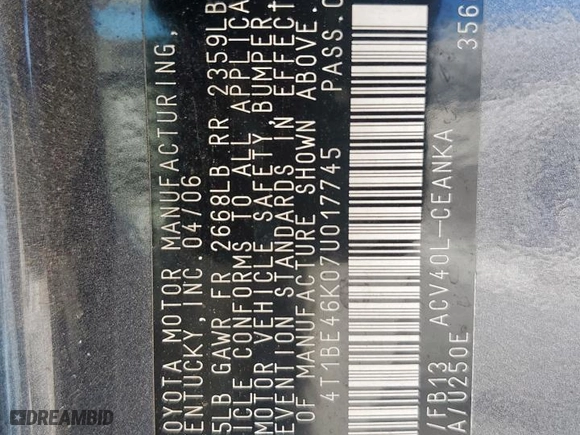 OYOTA MOTOR MANUFACTURING,
ENTUCKY, INC. 04/06
5LB GAWR FR 2668LB RR 2359LB
ICLE CONFORMS TO ALL APPLICA
MOTOR VEHICLE SAFETY, BUMPER
EVENTION STANDARDS IN EFFECT
OF MANUFACTURE SHOWN ABOVE.
4T1BE46K07U017745 PASS.C
/FB13 ACV40L-CEANKA 356
A/U250E
DREAMBID